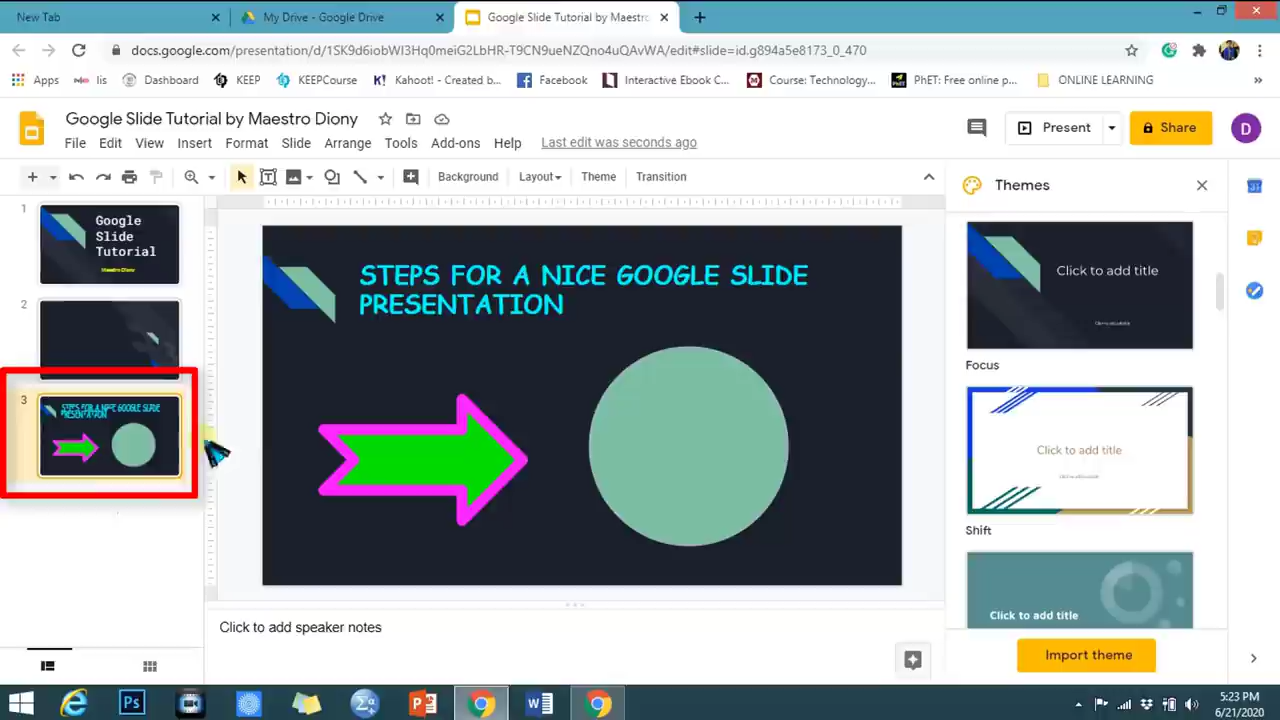 New Tab
My Drive - Google Drive
Google Slide Tutorial by Maestro
docs.google.com/presentation/d/1SK9d6iobWI3Hq0meiG2LbHR-T9CN9ueNZQno4uQAvWA/edit#slide=id.g894a5e8173_0_470
Apps
lis
Dashboard
KEEP
KEEPCourse
Kahoot! - Created b...
Facebook
Interactive Ebook C...
Course: Technology...
PhET: Free online p...
ONLINE LEARNING
Google Slide Tutorial by Maestro Diony
Present
Share
D
File Edit View Insert Format Slide Arrange Tools Add-ons Help Last edit was seconds ago
Background Layout Theme Transition
Themes
1
Google
Slide
Tutorial
Maestro Diony
2
3
STEPS FOR A NICE GOOGLE SLIDE
PRESENTATION
STEPS FOR A NICE GOOGLE SLIDE
PRESENTATION
Click to add title
Focus
Click to add title
Shift
Click to add title
Import theme
Click to add speaker notes
Ps
5:23 PM
6/21/2020